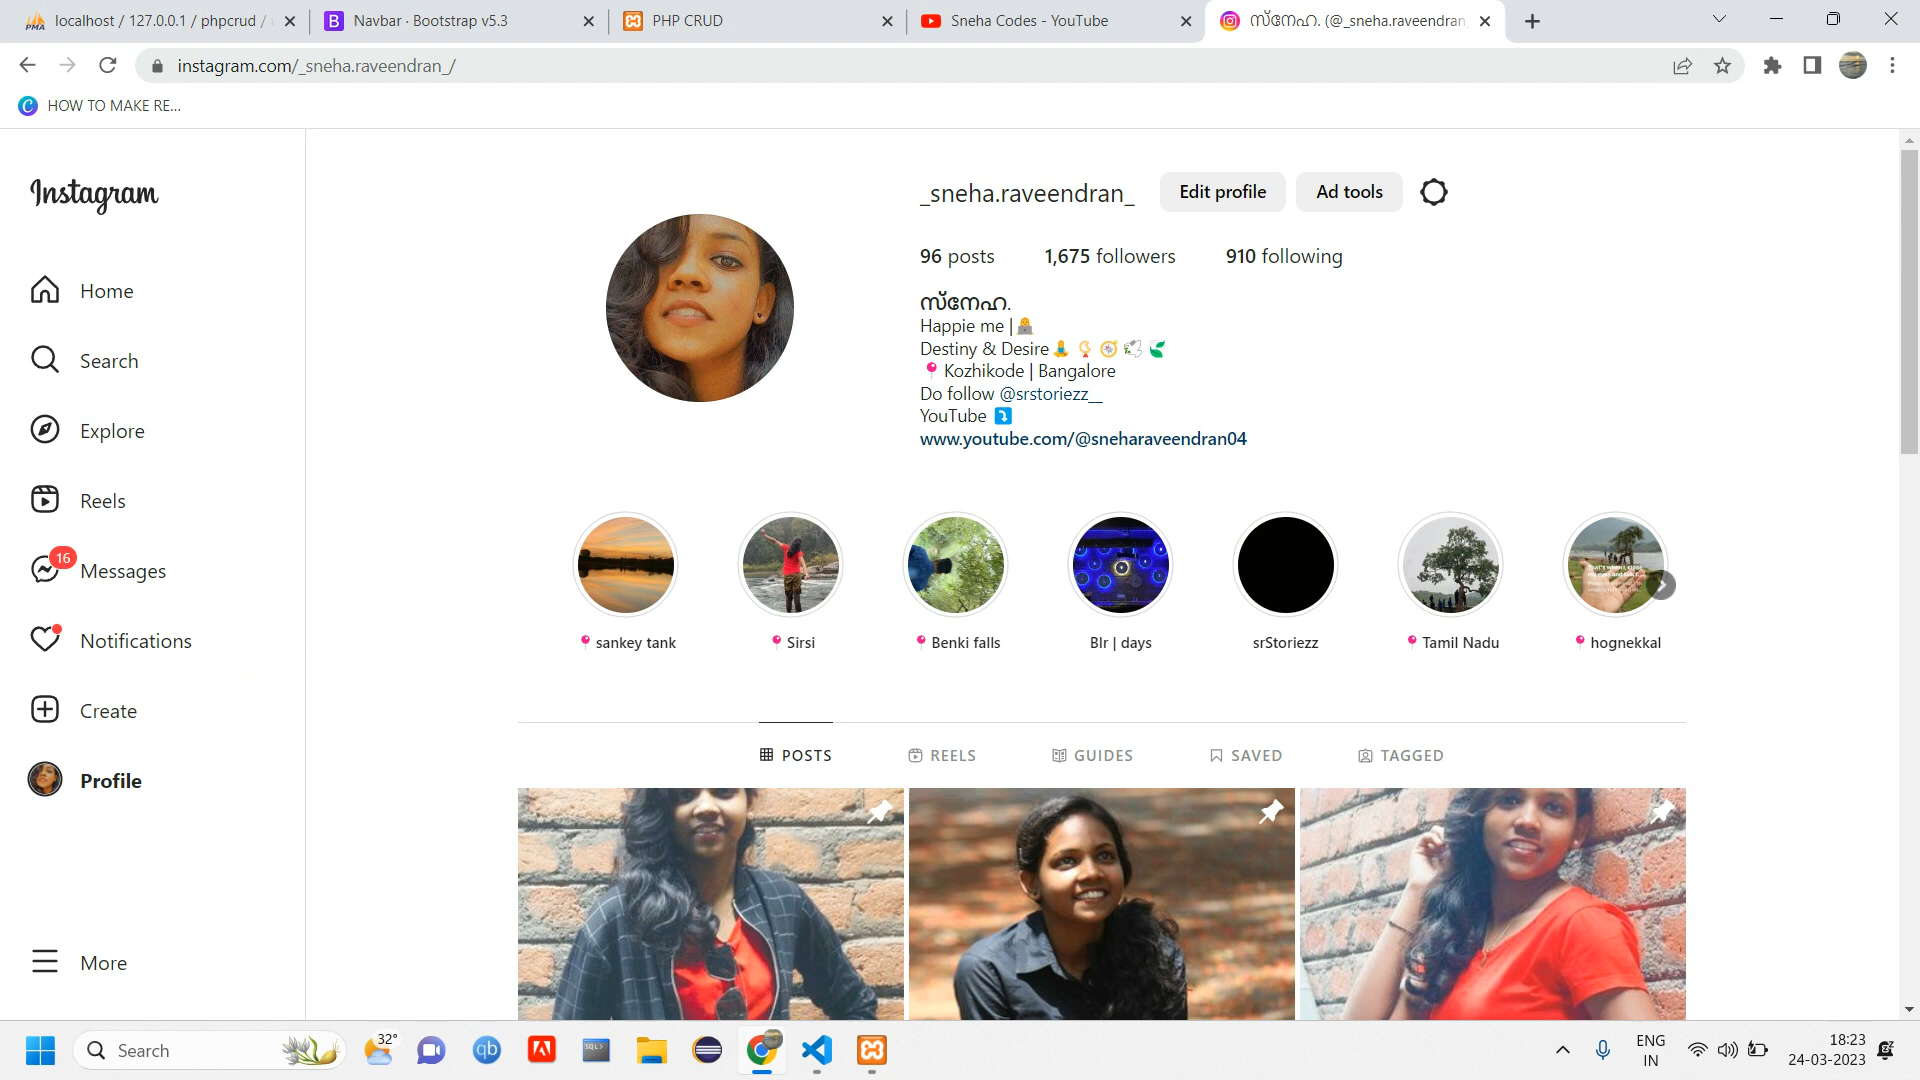 localhost / 127.0.0.1 / phpcrud /
Navbar · Bootstrap v5.3
PHP CRUD
Sneha Codes - YouTube
സ്നേഹ. (@_sneha.raveendran_
instagram.com/_sneha.raveendran_/
HOW TO MAKE RE...
Instagram
Home
Search
Explore
Reels
16
Messages
Notifications
Create
Profile
More
_sneha.raveendran_
Edit profile
Ad tools
96 posts
1,675 followers
910 following
സ്നേഹ.
Happie me |
Destiny & Desire
Kozhikode | Bangalore
Do follow @srstoriezz__
YouTube
www.youtube.com/@sneharaveendran04
sankey tank
Sirsi
Benki falls
Blr | days
srStoriezz
Tamil Nadu
hognekkal
POSTS
REELS
GUIDES
SAVED
TAGGED
Search
32°
qb
SQL>
ENG
IN
18:23
24-03-2023